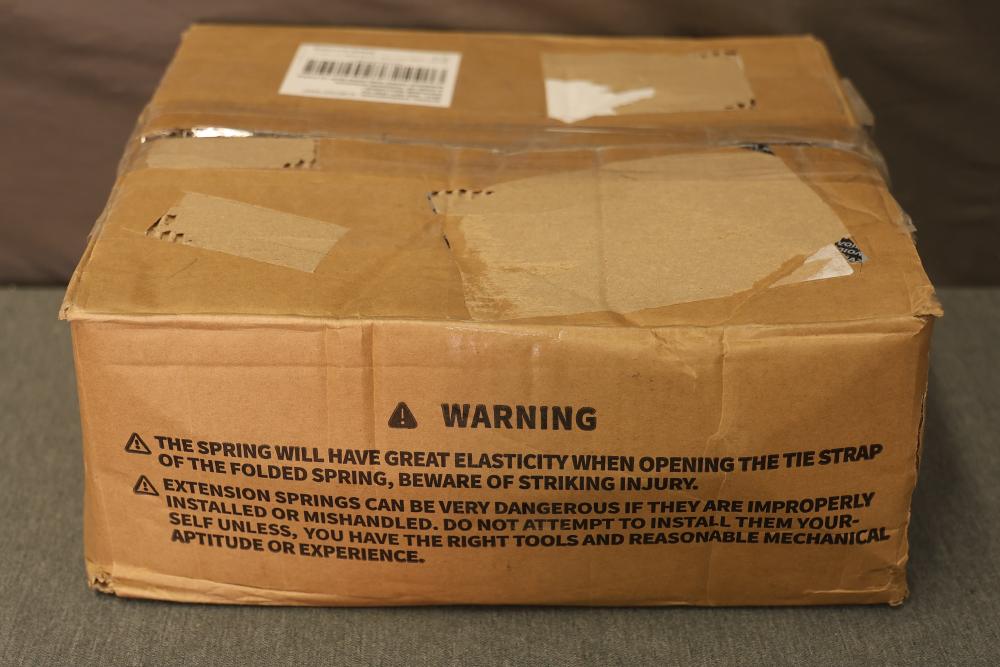 WARNING
THE SPRING WILL HAVE GREAT ELASTICITY WHEN OPENING THE TIE STRAP
OF THE FOLDED SPRING, BEWARE OF STRIKING INJURY.
EXTENSION SPRINGS CAN BE VERY DANGEROUS IF THEY ARE IMPROPERLY
INSTALLED OR MISHANDLED. DO NOT ATTEMPT TO INSTALL THEM YOUR-
SELF UNLESS, YOU HAVE THE RIGHT TOOLS AND REASONABLE MECHANICAL
APTITUDE OR EXPERIENCE.